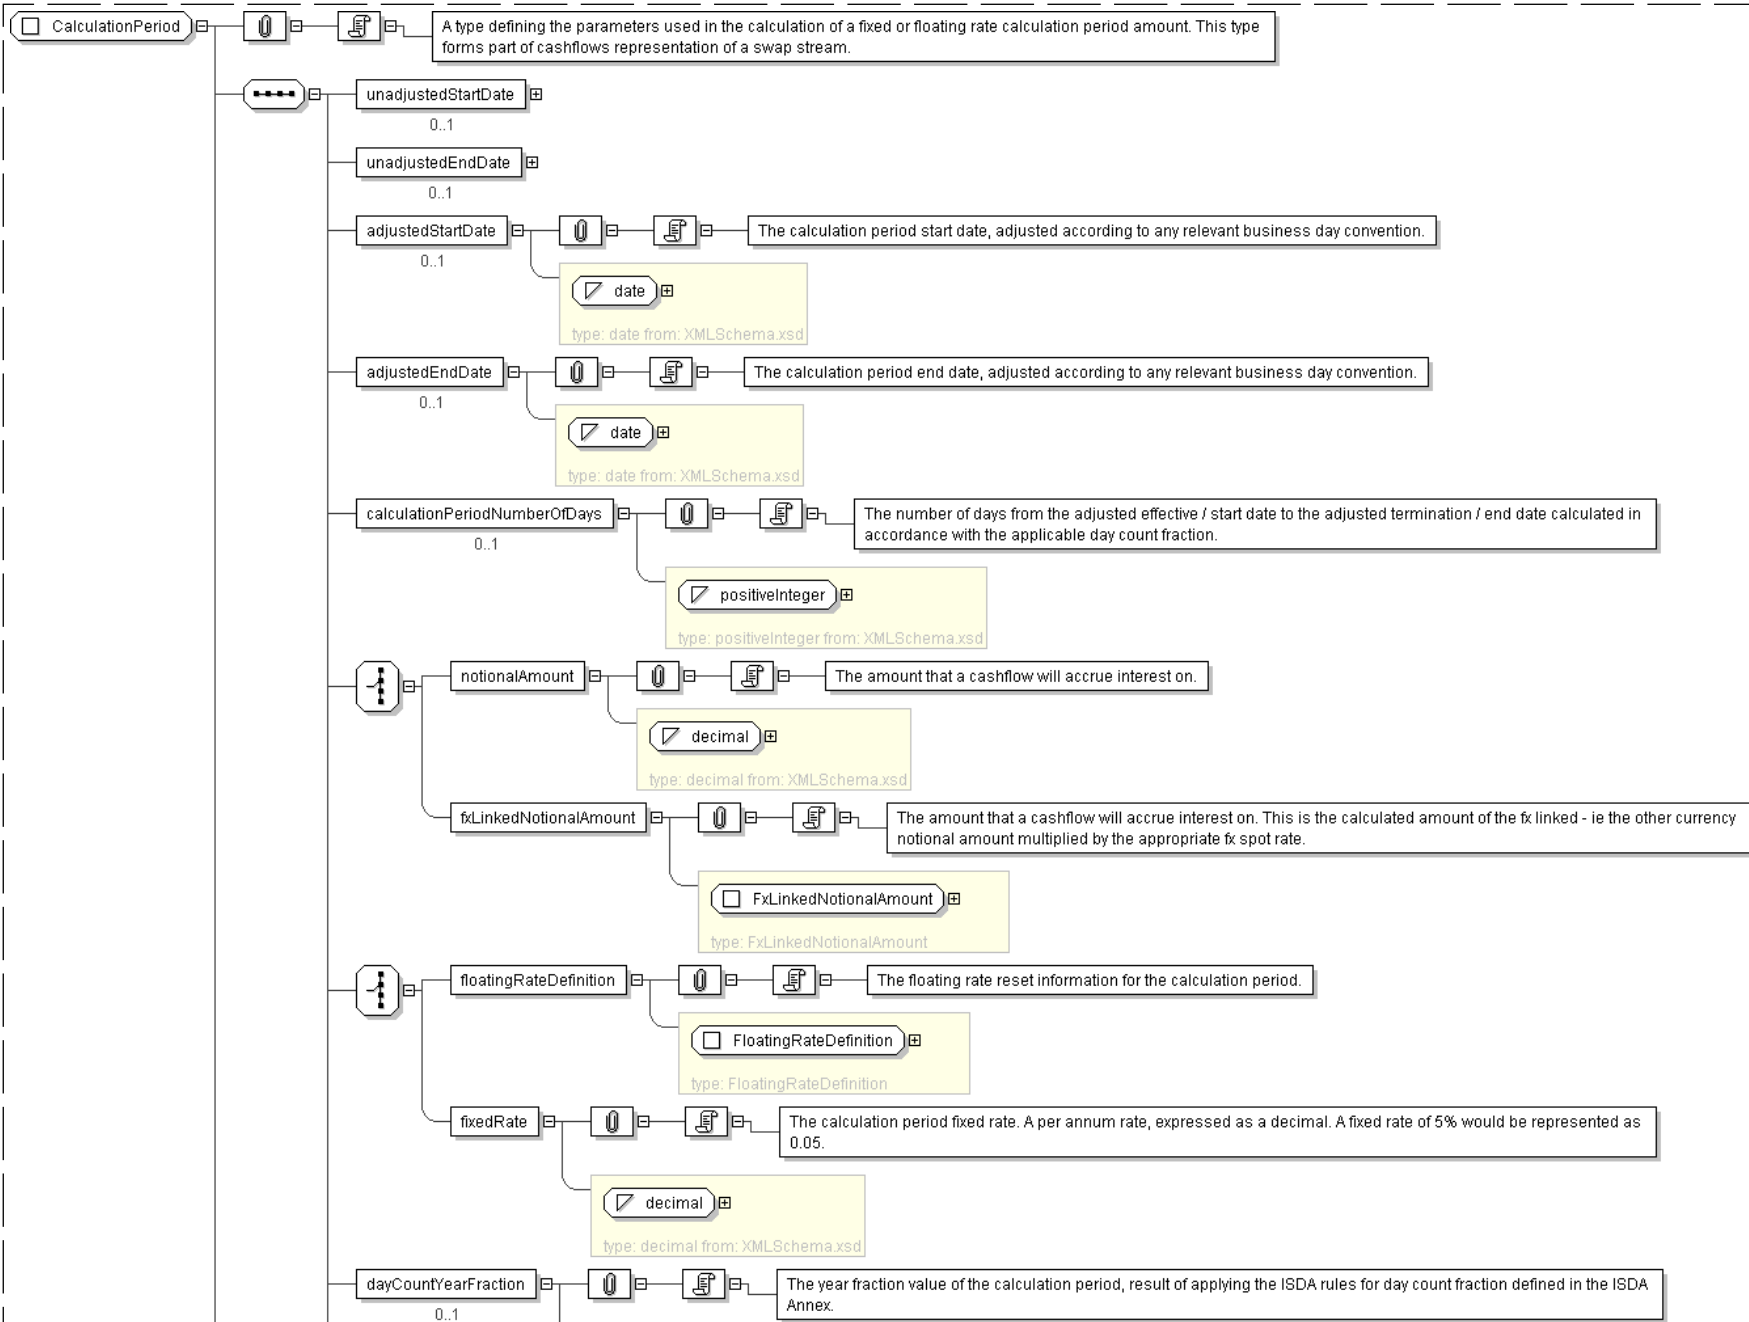 CalculationPeriod
A type defining the parameters used in the calculation of a fixed or floating rate calculation period amount. This type
forms part of cashflows representation of a swap stream.
unadjustedStartDate
0..1
unadjustedEndDate
0..1
adjustedStartDate
The calculation period start date, adjusted according to any relevant business day convention.
0..1
date
type: date from: XMLSchema.xsd
adjustedEndDate
The calculation period end date, adjusted according to any relevant business day convention.
0..1
date
type: date from: XMLSchema.xsd
calculationPeriodNumberOfDays
The number of days from the adjusted effective / start date to the adjusted termination / end date calculated in
accordance with the applicable day count fraction.
0..1
positiveInteger
type: positiveInteger from: XMLSchema.xsd
notionalAmount
The amount that a cashflow will accrue interest on.
decimal
type: decimal from: XMLSchema.xsd
fxLinkedNotionalAmount
The amount that a cashflow will accrue interest on. This is the calculated amount of the fx linked - ie the other currency
notional amount multiplied by the appropriate fx spot rate.
FxLinkedNotionalAmount
type: FxLinkedNotionalAmount
floatingRateDefinition
The floating rate reset information for the calculation period.
FloatingRateDefinition
type: FloatingRateDefinition
fixedRate
The calculation period fixed rate. A per annum rate, expressed as a decimal. A fixed rate of 5% would be represented as
0.05.
decimal
type: decimal from: XMLSchema.xsd
dayCountYearFraction
The year fraction value of the calculation period, result of applying the ISDA rules for day count fraction defined in the ISDA
Annex.
0..1